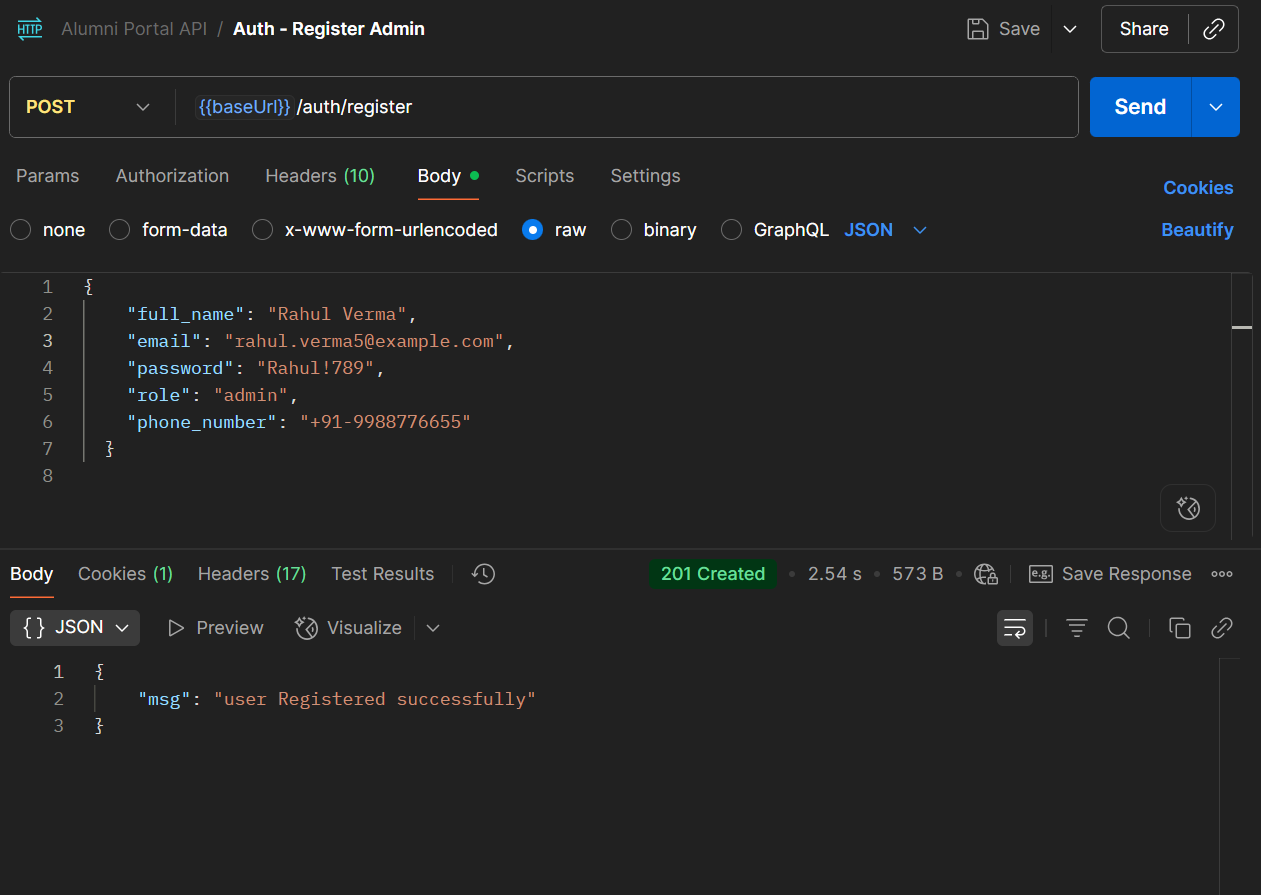 HTTP Alumni Portal API / Auth - Register Admin Save Share
POST {{baseUrl}} /auth/register Send
Params Authorization Headers (10) Body Scripts Settings Cookies
none form-data x-www-form-urlencoded raw binary GraphQL JSON Beautify
1 {
2 "full_name": "Rahul Verma",
3 "email": "rahul.verma5@example.com",
4 "password": "Rahul!789",
5 "role": "admin",
6 "phone_number": "+91-9988776655"
7 }
8
Body Cookies (1) Headers (17) Test Results 201 Created • 2.54 s • 573 B • e.g. Save Response
{} JSON Preview Visualize
1 {
2 "msg": "user Registered successfully"
3 }